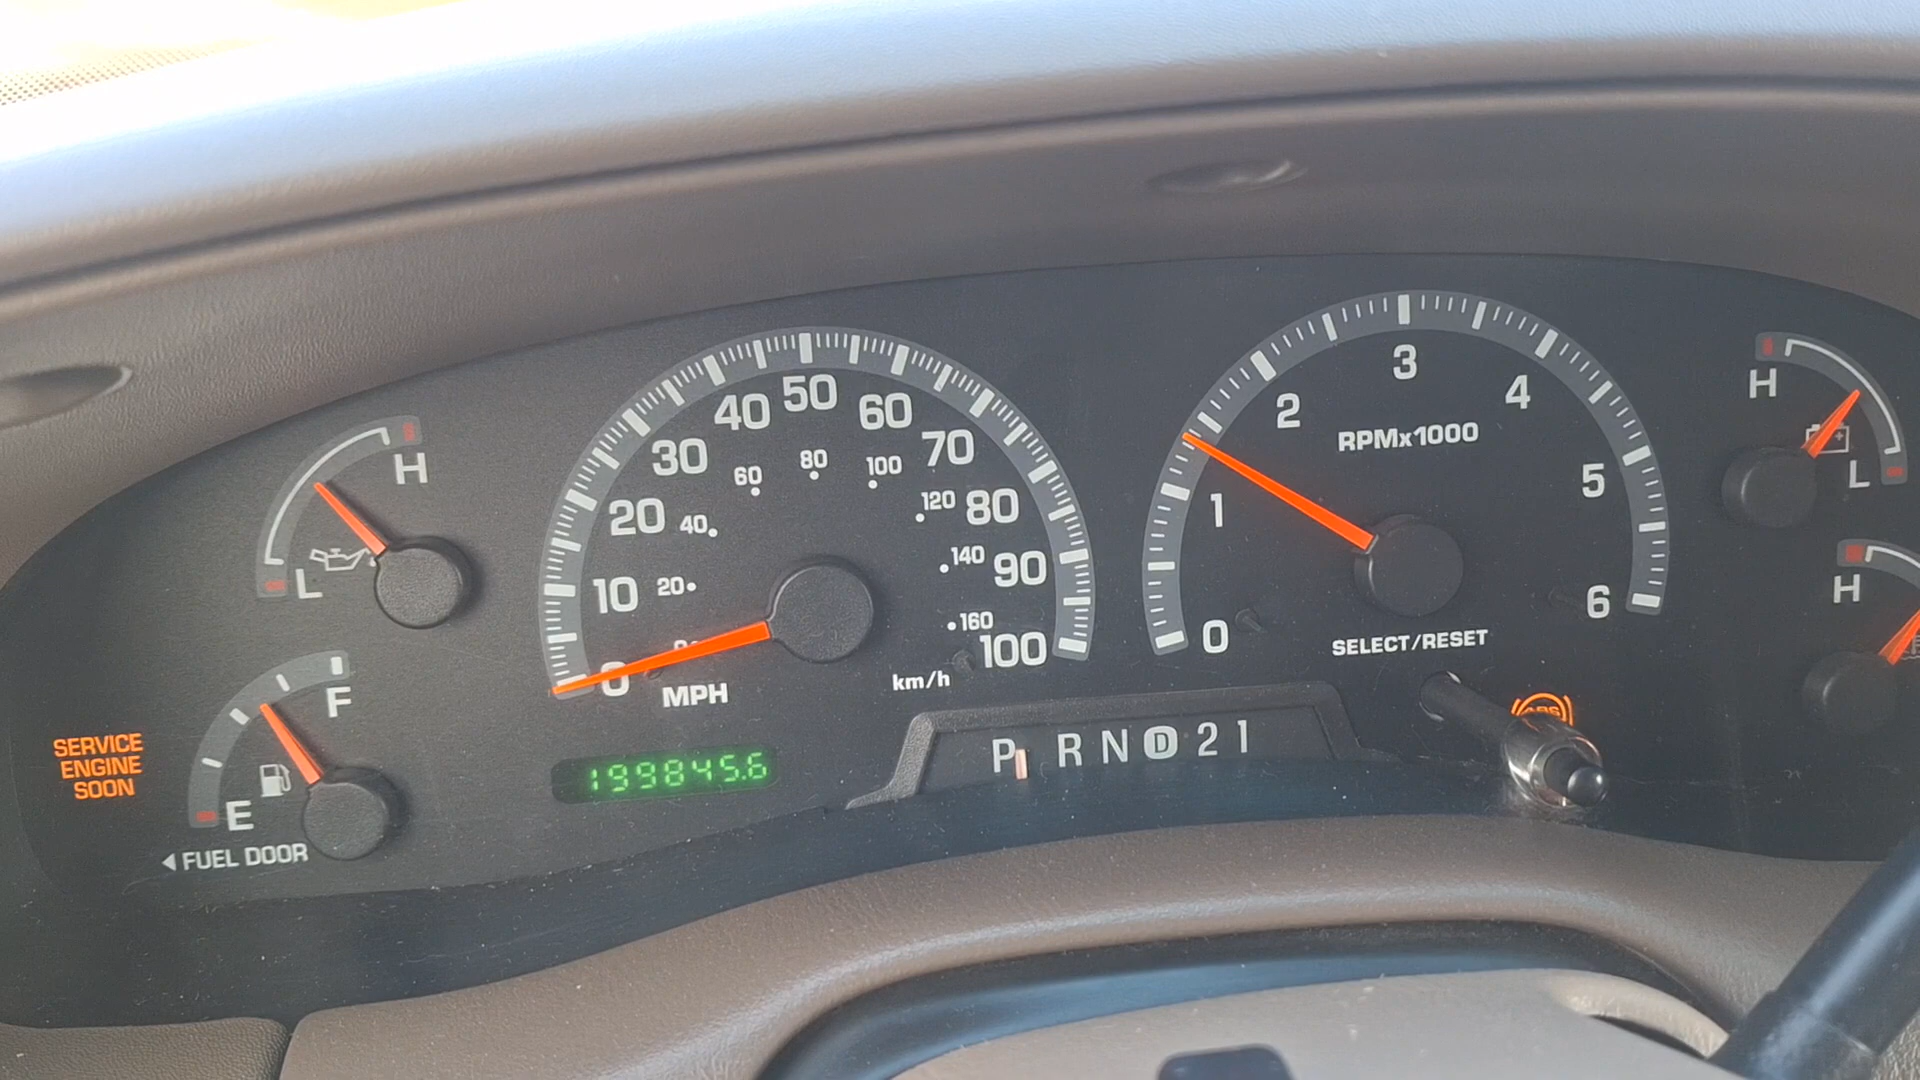 H
L
F
E
SERVICE
ENGINE
SOON
FUEL DOOR
0
10
20
30
40
50
60
70
80
90
100
20
40
60
80
100
120
140
160
MPH
km/h
199845.6
P R N D 2 1
0
1
2
3
4
5
6
RPMx1000
SELECT/RESET
ABS
H
L
H